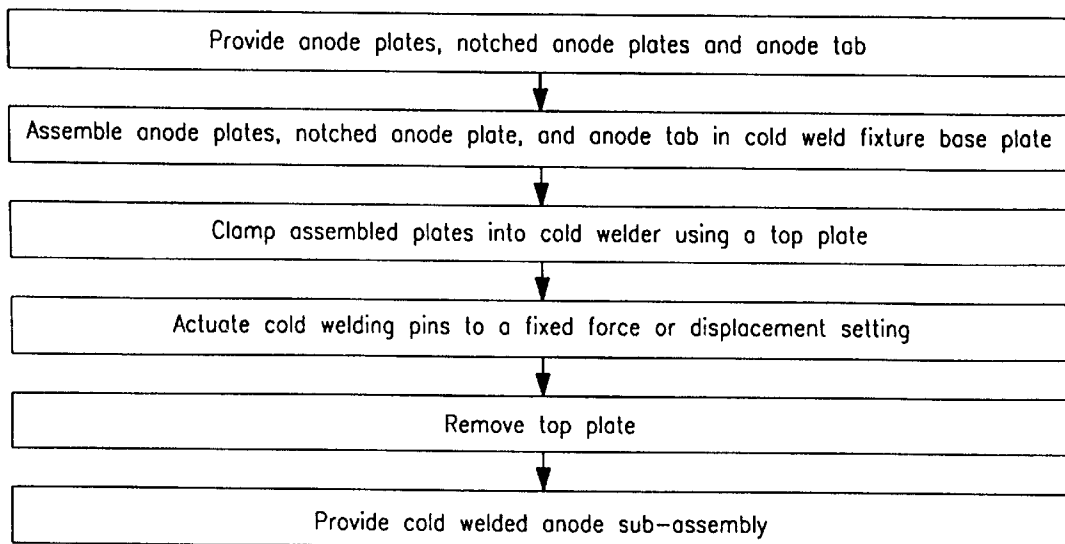 Provide anode plates, notched anode plates and anode tab
Assemble anode plates, notched anode plate, and anode tab in cold weld fixture base plate
Clamp assembled plates into cold welder using a top plate
Actuate cold welding pins to a fixed force or displacement setting
Remove top plate
Provide cold welded anode sub-assembly